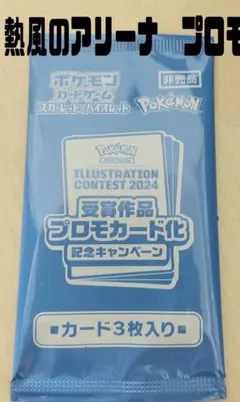 熱風のアリーナ プロモ
ポケモン
カードゲーム
スカーレット&バイオレット
非売品
Pokémon
Pokémon
ILLUSTRATION
CONTEST 2024
受賞作品
プロモカード化
記念キャンペーン
■カード3枚入り■